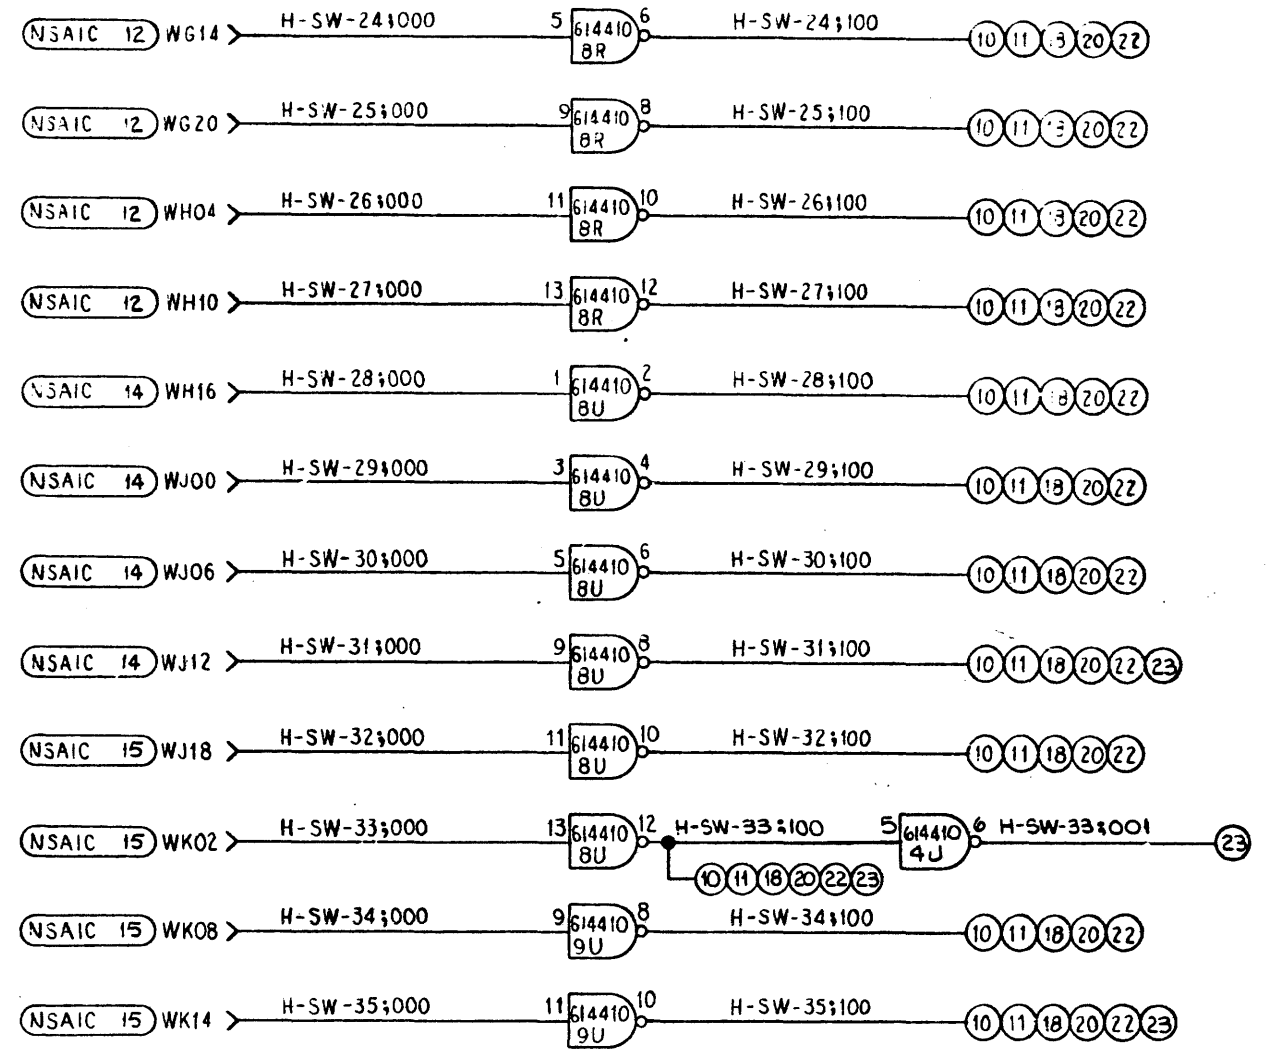 NSAIC 12 WG14 H-SW-24;000 5 614410 8R 6 H-SW-24;100 10 11 18 20 22
NSAIC 12 WG20 H-SW-25;000 9 614410 8R 8 H-SW-25;100 10 11 18 20 22
NSAIC 12 WH04 H-SW-26;000 11 614410 8R 10 H-SW-26;100 10 11 18 20 22
NSAIC 12 WH10 H-SW-27;000 13 614410 8R 12 H-SW-27;100 10 11 18 20 22
NSAIC 14 WH16 H-SW-28;000 1 614410 8U 2 H-SW-28;100 10 11 18 20 22
NSAIC 14 WJ00 H-SW-29;000 3 614410 8U 4 H-SW-29;100 10 11 18 20 22
NSAIC 14 WJ06 H-SW-30;000 5 614410 8U 6 H-SW-30;100 10 11 18 20 22
NSAIC 14 WJ12 H-SW-31;000 9 614410 8U 8 H-SW-31;100 10 11 18 20 22 23
NSAIC 15 WJ18 H-SW-32;000 11 614410 8U 10 H-SW-32;100 10 11 18 20 22
NSAIC 15 WK02 H-SW-33;000 13 614410 8U 12 H-SW-33;100 5 614410 4U 6 H-SW-33;001 23
10 11 18 20 22 23
NSAIC 15 WK08 H-SW-34;000 9 614410 9U 8 H-SW-34;100 10 11 18 20 22
NSAIC 15 WK14 H-SW-35;000 11 614410 9U 10 H-SW-35;100 10 11 18 20 22 23